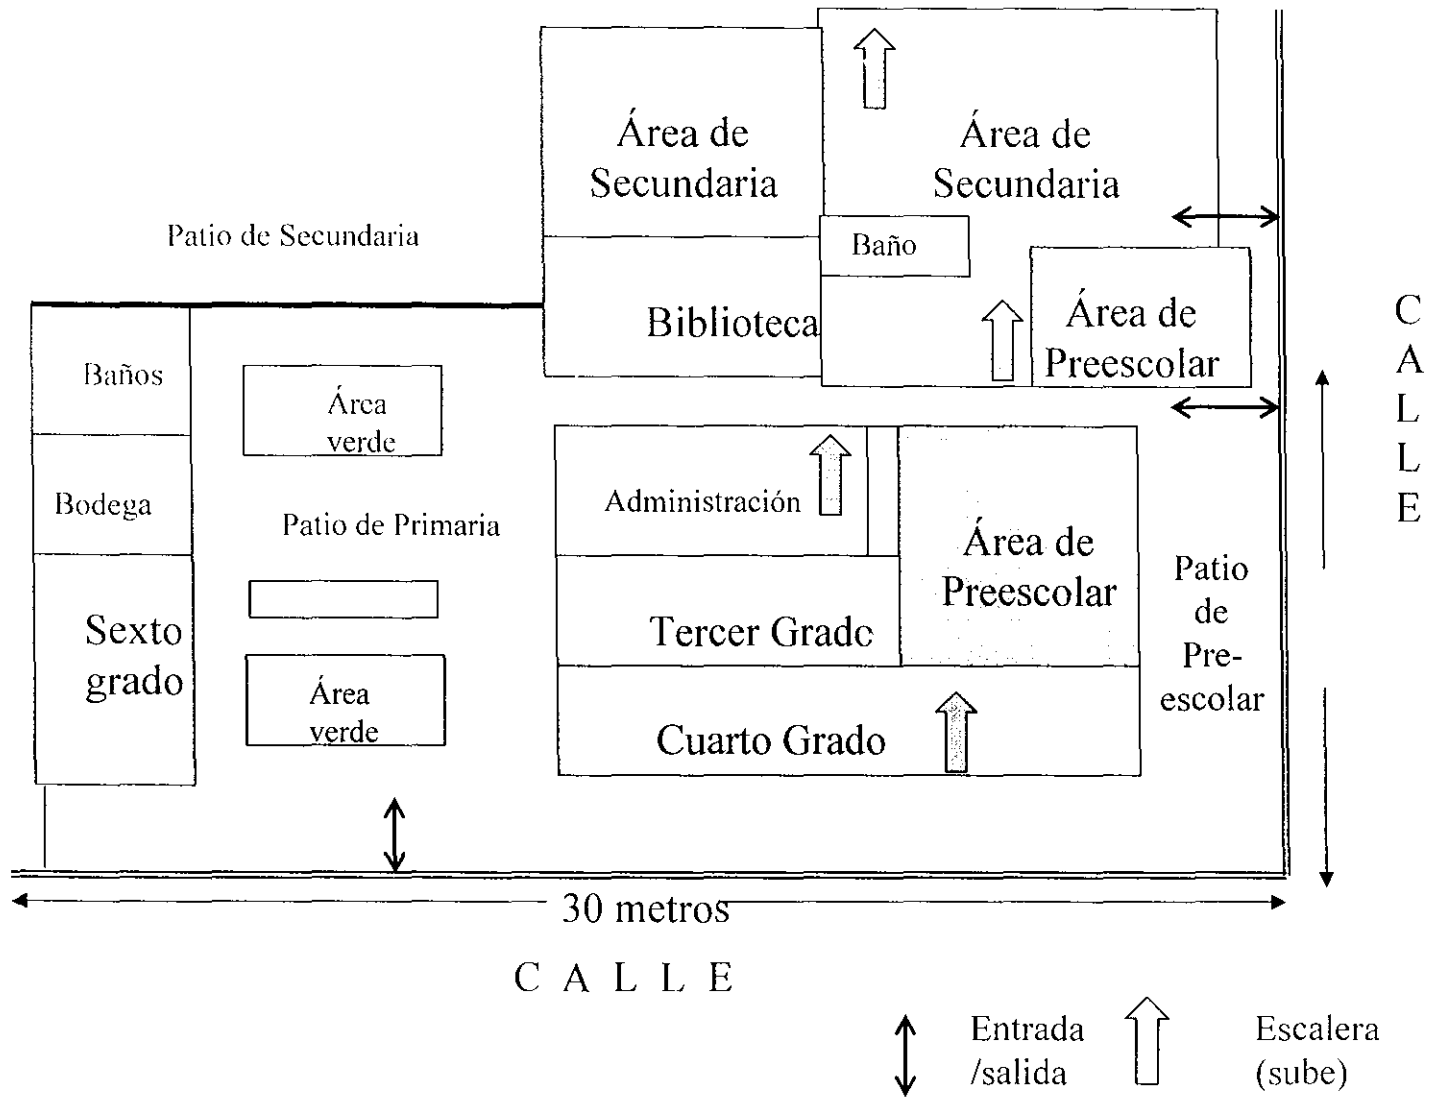 Área de
Secundaria
Área de
Secundaria
Patio de Secundaria
Baño
Biblioteca
Área de
Preescolar
C
A
L
L
E
Baños
Área
verde
Bodega
Patio de Primaria
Administración
Área de
Preescolar
Patio
de
Pre-
escolar
Sexto
grado
Tercer Grado
Área
verde
Cuarto Grado
30 metros
C A L L E
Entrada
/salida
Escalera
(sube)